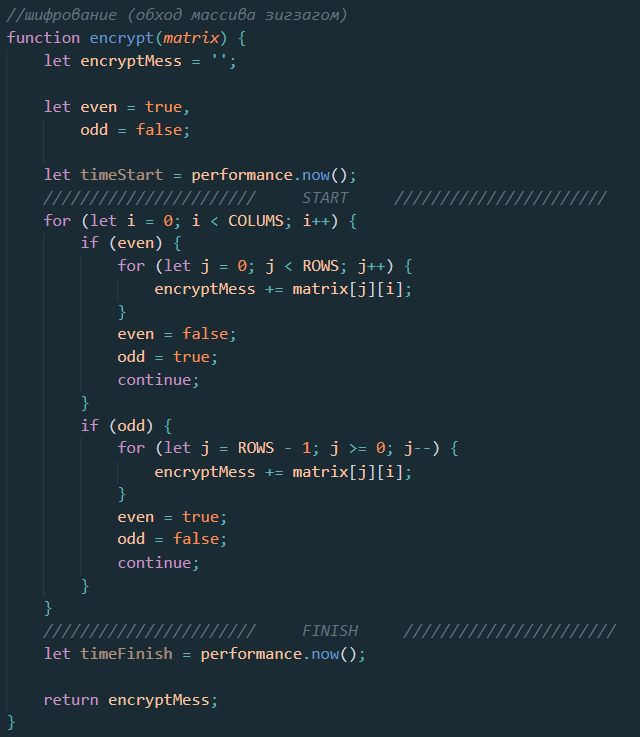 //шифрование (обход массива зигзагом)
function encrypt(matrix) {
    let encryptMess = '';

    let even = true,
        odd = false;

    let timeStart = performance.now();
    ///////////////////////     START     ///////////////////////
    for (let i = 0; i < COLUMS; i++) {
        if (even) {
            for (let j = 0; j < ROWS; j++) {
                encryptMess += matrix[j][i];
            }
            even = false;
            odd = true;
            continue;
        }
        if (odd) {
            for (let j = ROWS - 1; j >= 0; j--) {
                encryptMess += matrix[j][i];
            }
            even = true;
            odd = false;
            continue;
        }
    }
    ///////////////////////     FINISH     ///////////////////////
    let timeFinish = performance.now();

    return encryptMess;
}